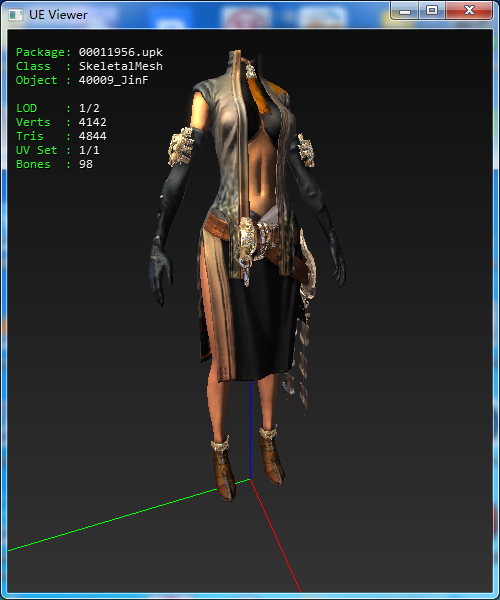 UE Viewer
Package: 00011956.upk
Class  : SkeletalMesh
Object : 40009_JinF
LOD    : 1/2
Verts  : 4142
Tris   : 4844
UV Set : 1/1
Bones  : 98